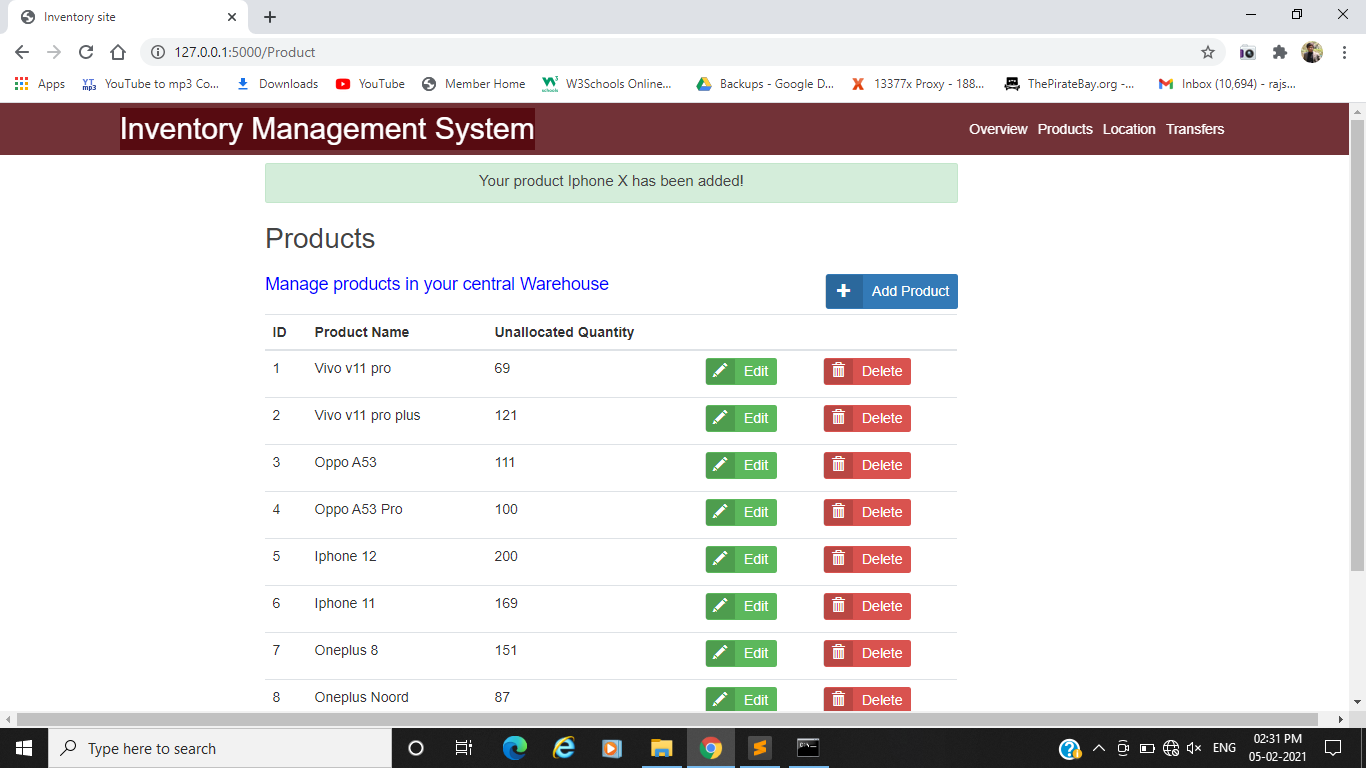 Inventory site
127.0.0.1:5000/Product
Apps YouTube to mp3 Co... Downloads YouTube Member Home W3Schools Online... Backups - Google D... 13377x Proxy - 188... ThePirateBay.org -... Inbox (10,694) - rajs...
Inventory Management System
Overview Products Location Transfers
Your product Iphone X has been added!
Products
Manage products in your central Warehouse
Add Product
ID Product Name Unallocated Quantity
1 Vivo v11 pro 69 Edit Delete
2 Vivo v11 pro plus 121 Edit Delete
3 Oppo A53 111 Edit Delete
4 Oppo A53 Pro 100 Edit Delete
5 Iphone 12 200 Edit Delete
6 Iphone 11 169 Edit Delete
7 Oneplus 8 151 Edit Delete
8 Oneplus Noord 87 Edit Delete
Type here to search
ENG
02:31 PM
05-02-2021